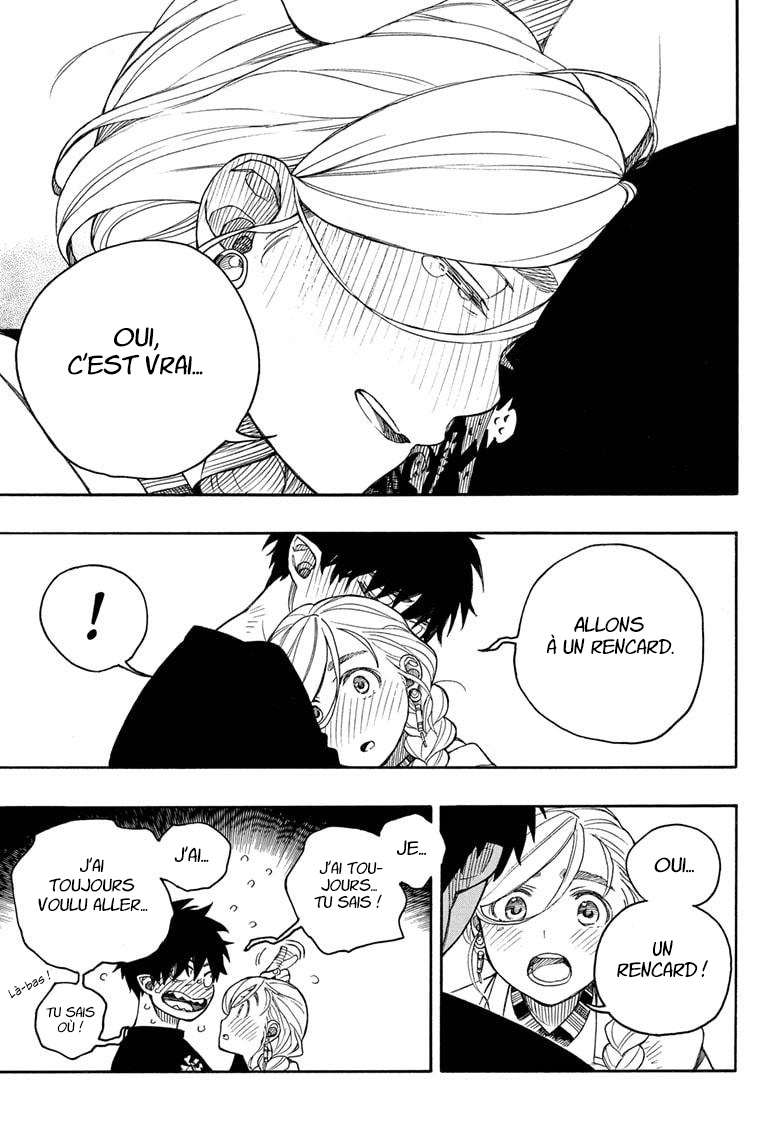 OUI,
C'EST VRAI...
ALLONS
À UN RENCARD.
!
OUI...
UN
RENCARD !
JE...
J'AI TOU-
JOURS...
TU SAIS !
J'AI...
J'AI
TOUJOURS
VOULU ALLER...
Là-bas !
TU SAIS
OÙ !